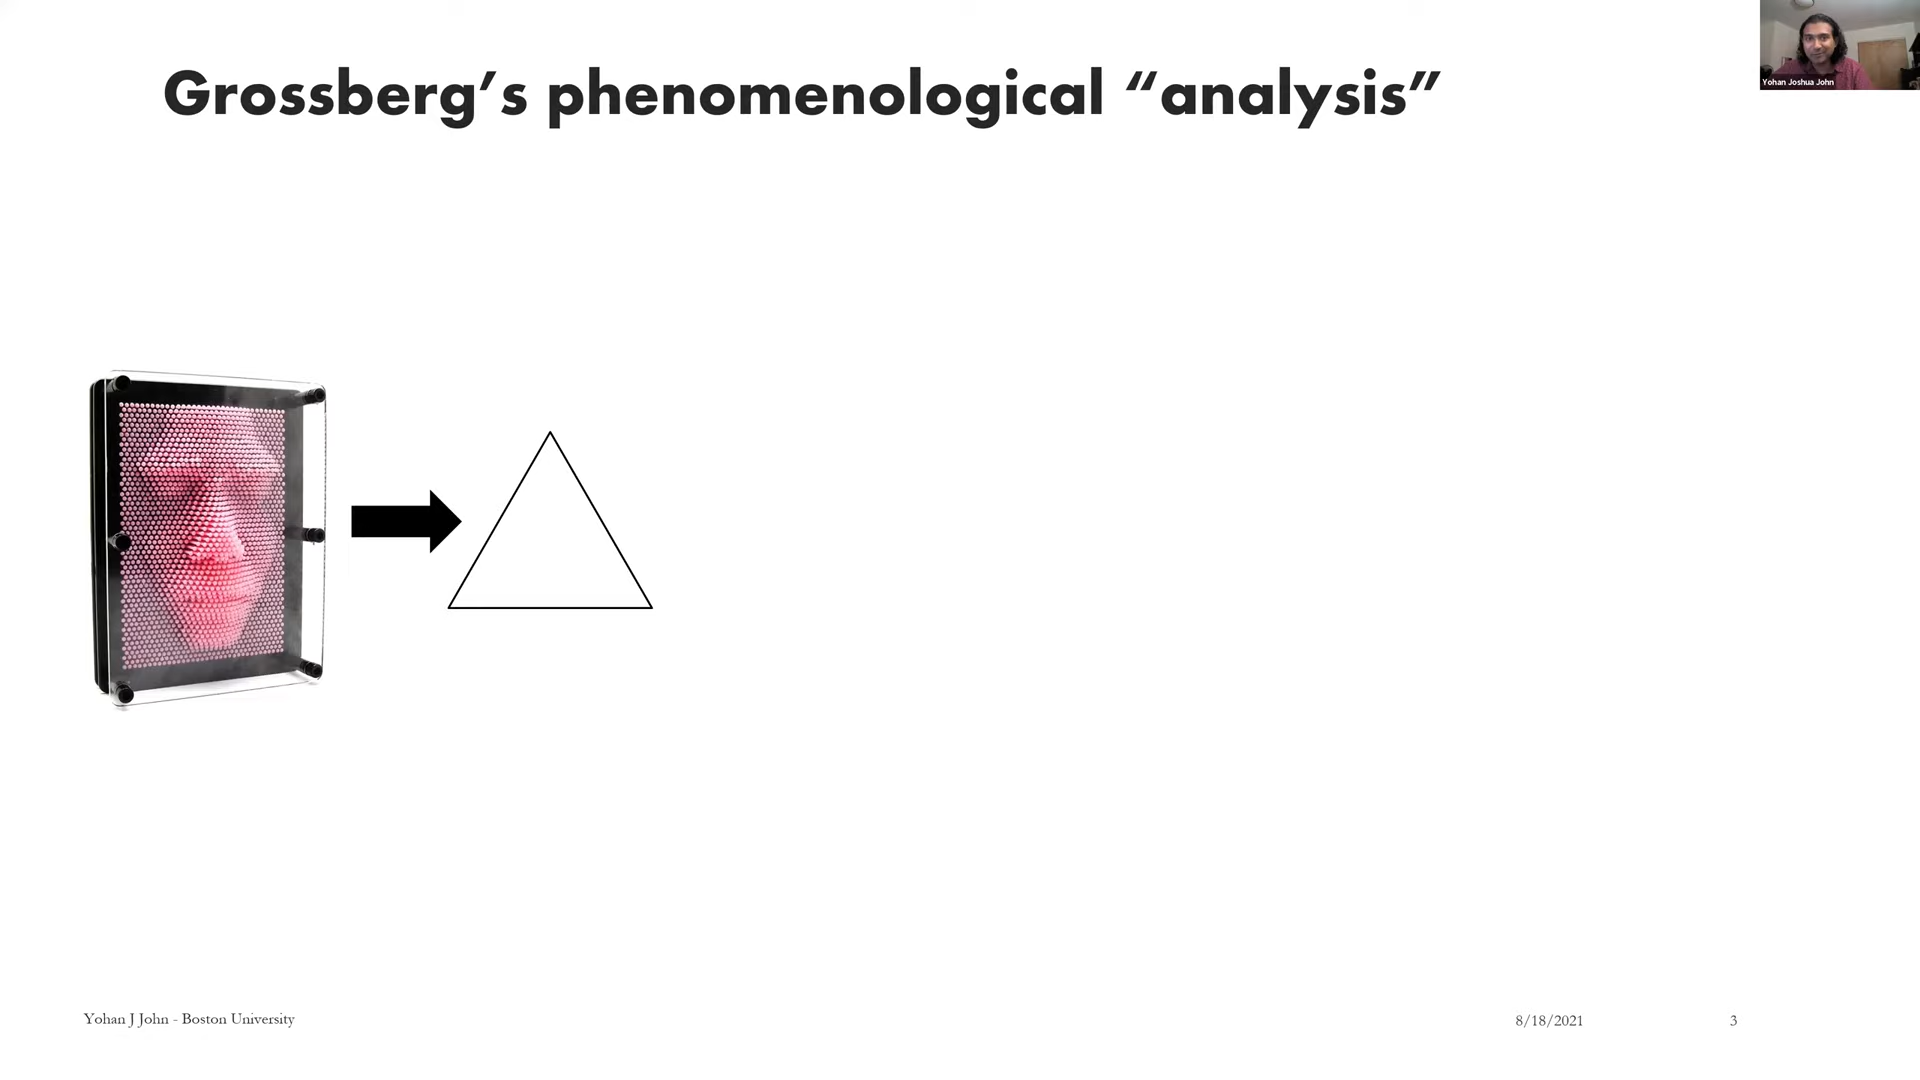 Grossberg’s phenomenological “analysis”
Yohan Joshua John
Yohan J John - Boston University
8/18/2021
3